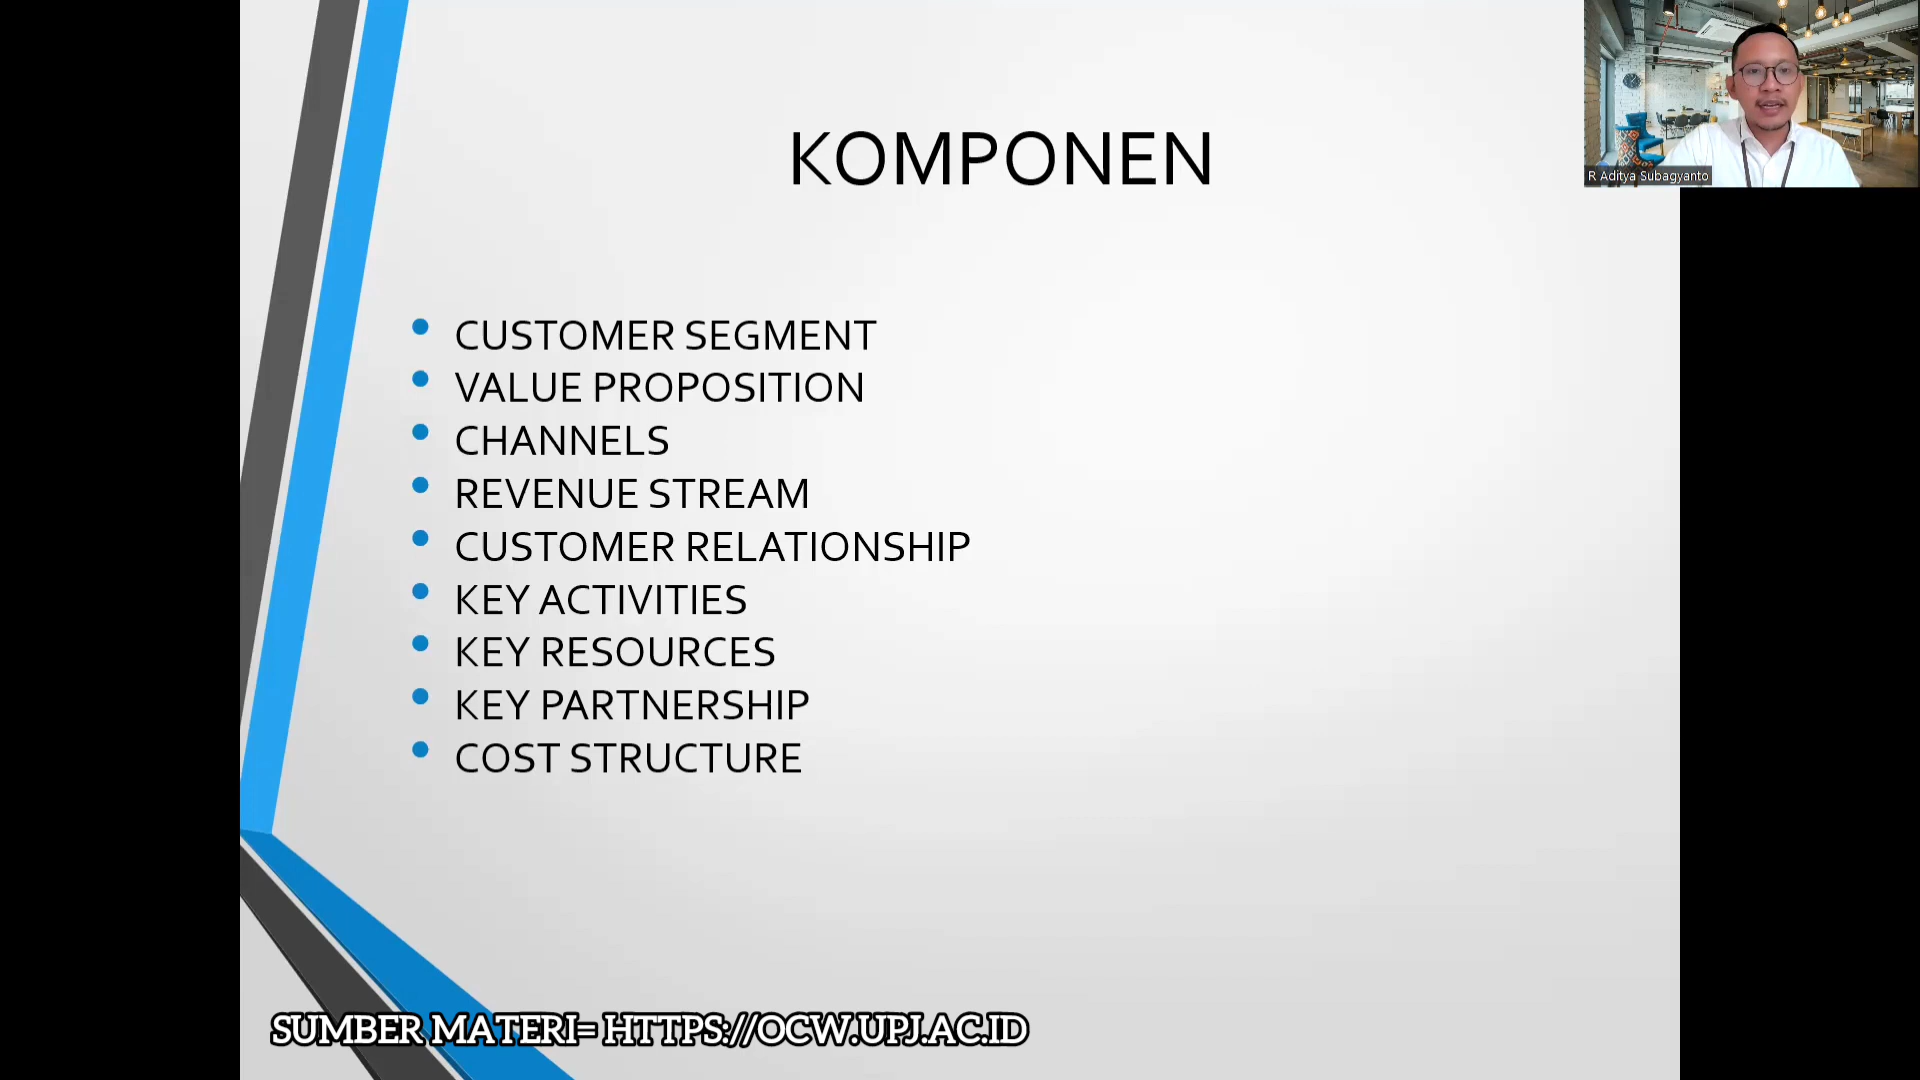 KOMPONEN
R Aditya Subagyanto
CUSTOMER SEGMENT
VALUE PROPOSITION
CHANNELS
REVENUE STREAM
CUSTOMER RELATIONSHIP
KEY ACTIVITIES
KEY RESOURCES
KEY PARTNERSHIP
COST STRUCTURE
SUMBER MATERI= HTTPS://OCW.UPJ.AC.ID